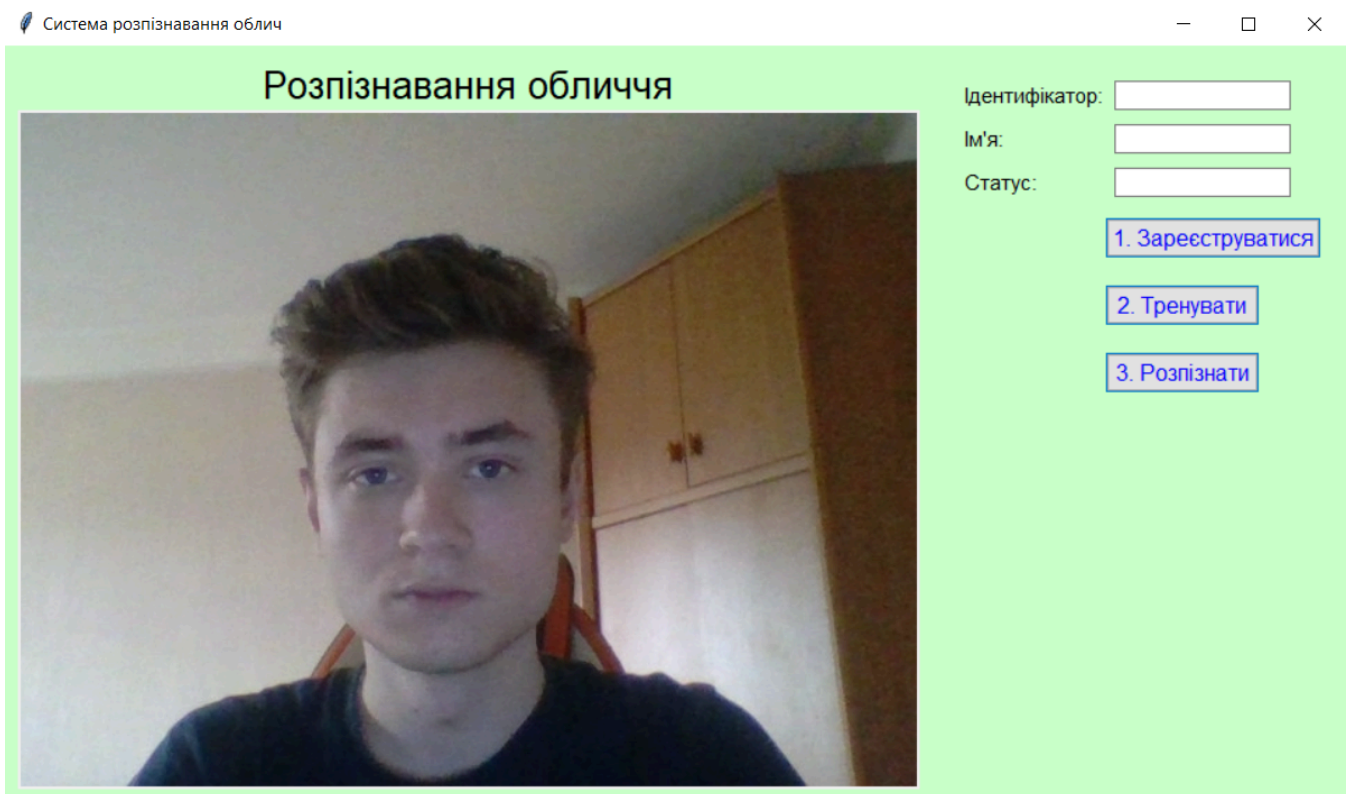 Система розпізнавання облич
Розпізнавання обличчя
Ідентифікатор:
Ім'я:
Статус:
1. Зареєструватися
2. Тренувати
3. Розпізнати